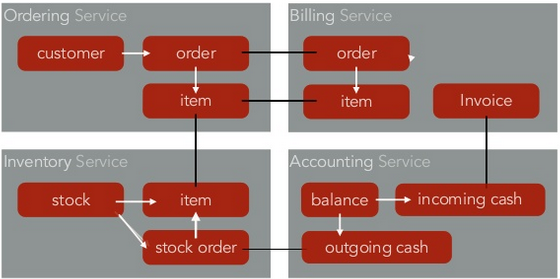 Ordering Service
customer
order
item
Billing Service
order
item
Invoice
Inventory Service
stock
item
stock order
Accounting Service
balance
incoming cash
outgoing cash